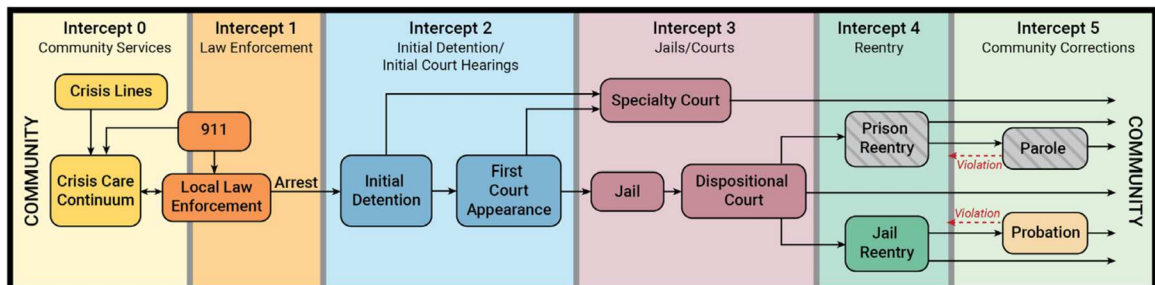 Intercept 0
Community Services
Intercept 1
Law Enforcement
Intercept 2
Initial Detention/
Initial Court Hearings
Intercept 3
Jails/Courts
Intercept 4
Reentry
Intercept 5
Community Corrections
COMMUNITY
Crisis Lines
911
Crisis Care
Continuum
Local Law
Enforcement
Arrest
Initial
Detention
First
Court
Appearance
Specialty Court
Jail
Dispositional
Court
Prison
Reentry
Violation
Parole
Jail
Reentry
Violation
Probation
COMMUNITY